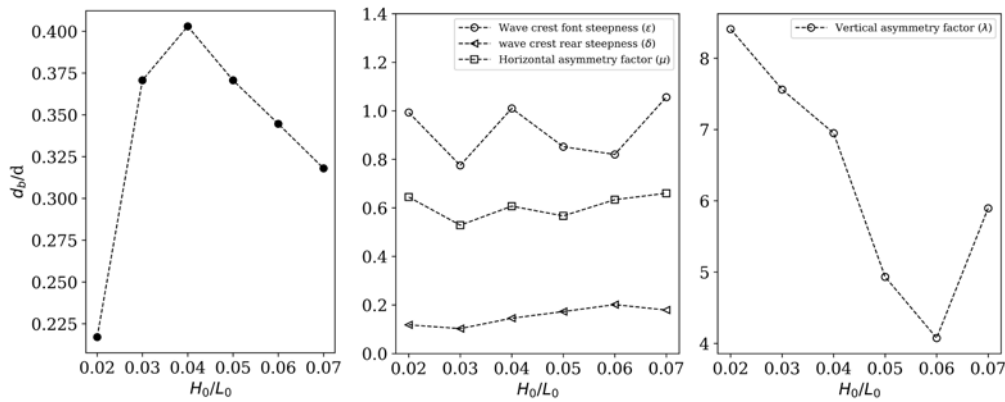 0.400
0.375
0.350
0.325
0.300
0.275
0.250
0.225
d_b/d
0.02 0.03 0.04 0.05 0.06 0.07
H_0/L_0
1.4
1.2
1.0
0.8
0.6
0.4
0.2
0.0
Wave crest font steepness (ε)
wave crest rear steepness (δ)
Horizontal asymmetry factor (μ)
0.02 0.03 0.04 0.05 0.06 0.07
H_0/L_0
8
7
6
5
4
Vertical asymmetry factor (λ)
0.02 0.03 0.04 0.05 0.06 0.07
H_0/L_0